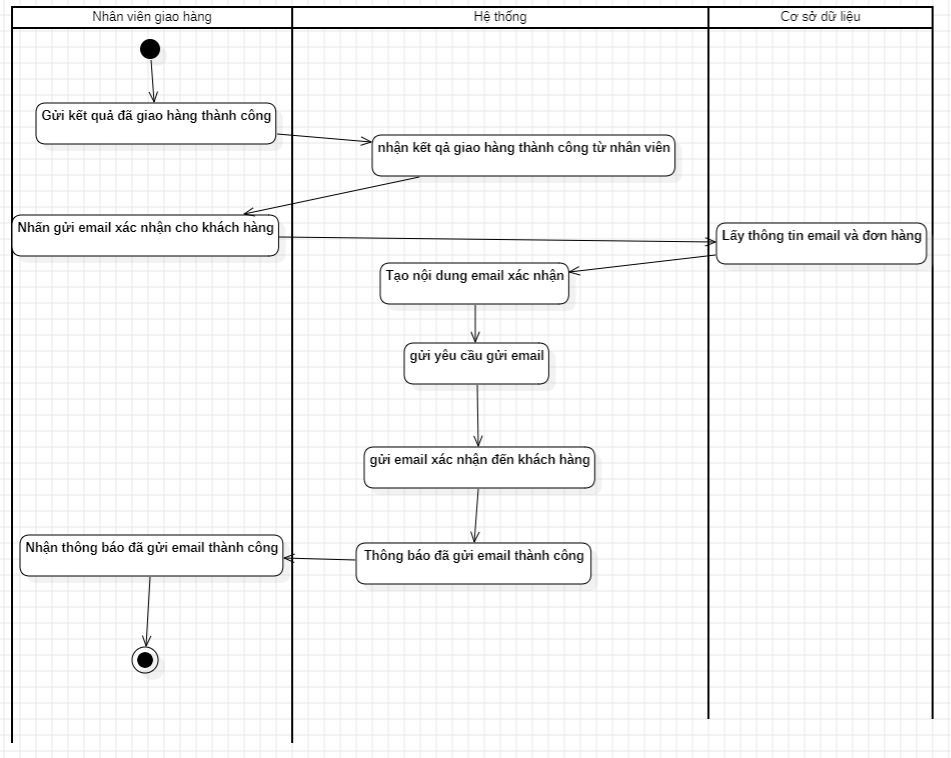 Nhân viên giao hàng
Hệ thống
Cơ sở dữ liệu
Gửi kết quả đã giao hàng thành công
nhận kết qả giao hàng thành công từ nhân viên
Nhấn gửi email xác nhận cho khách hàng
Lấy thông tin email và đơn hàng
Tạo nội dung email xác nhận
gửi yêu cầu gửi email
gửi email xác nhận đến khách hàng
Thông báo đã gửi email thành công
Nhận thông báo đã gửi email thành công